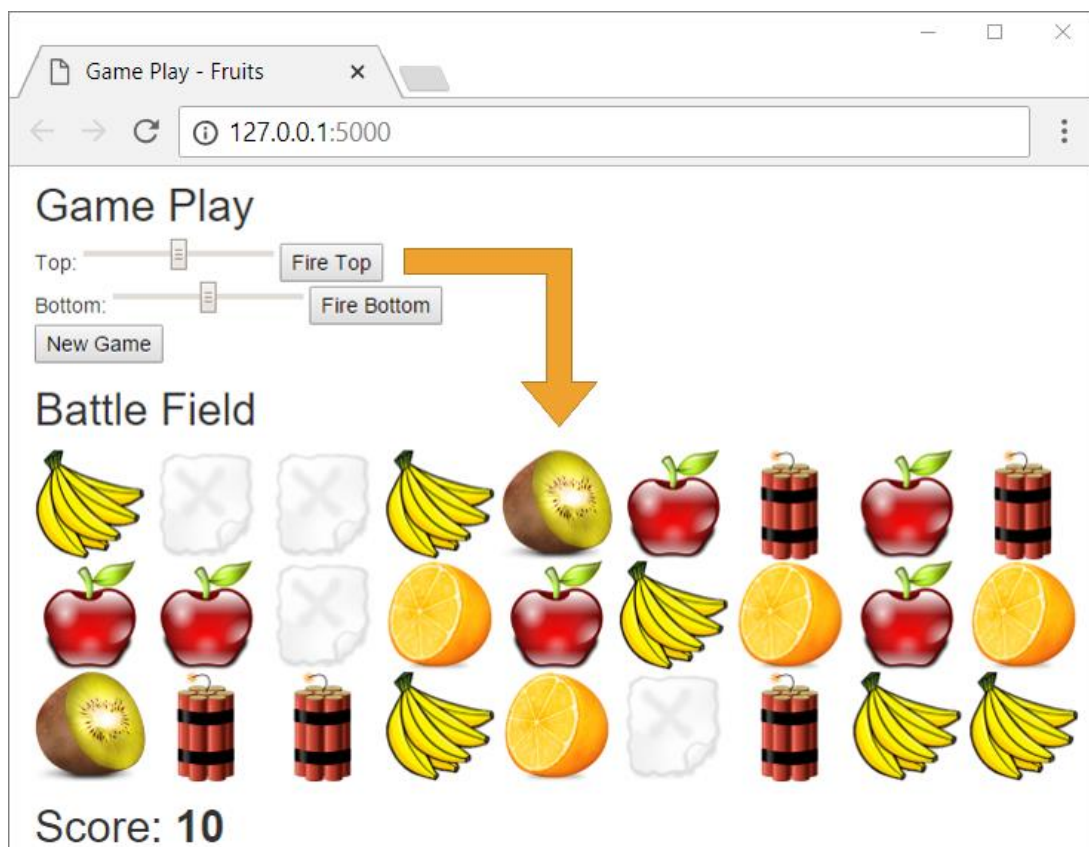 Game Play - Fruits
127.0.0.1:5000
Game Play
Top: Fire Top
Bottom: Fire Bottom
New Game
Battle Field
Score: 10